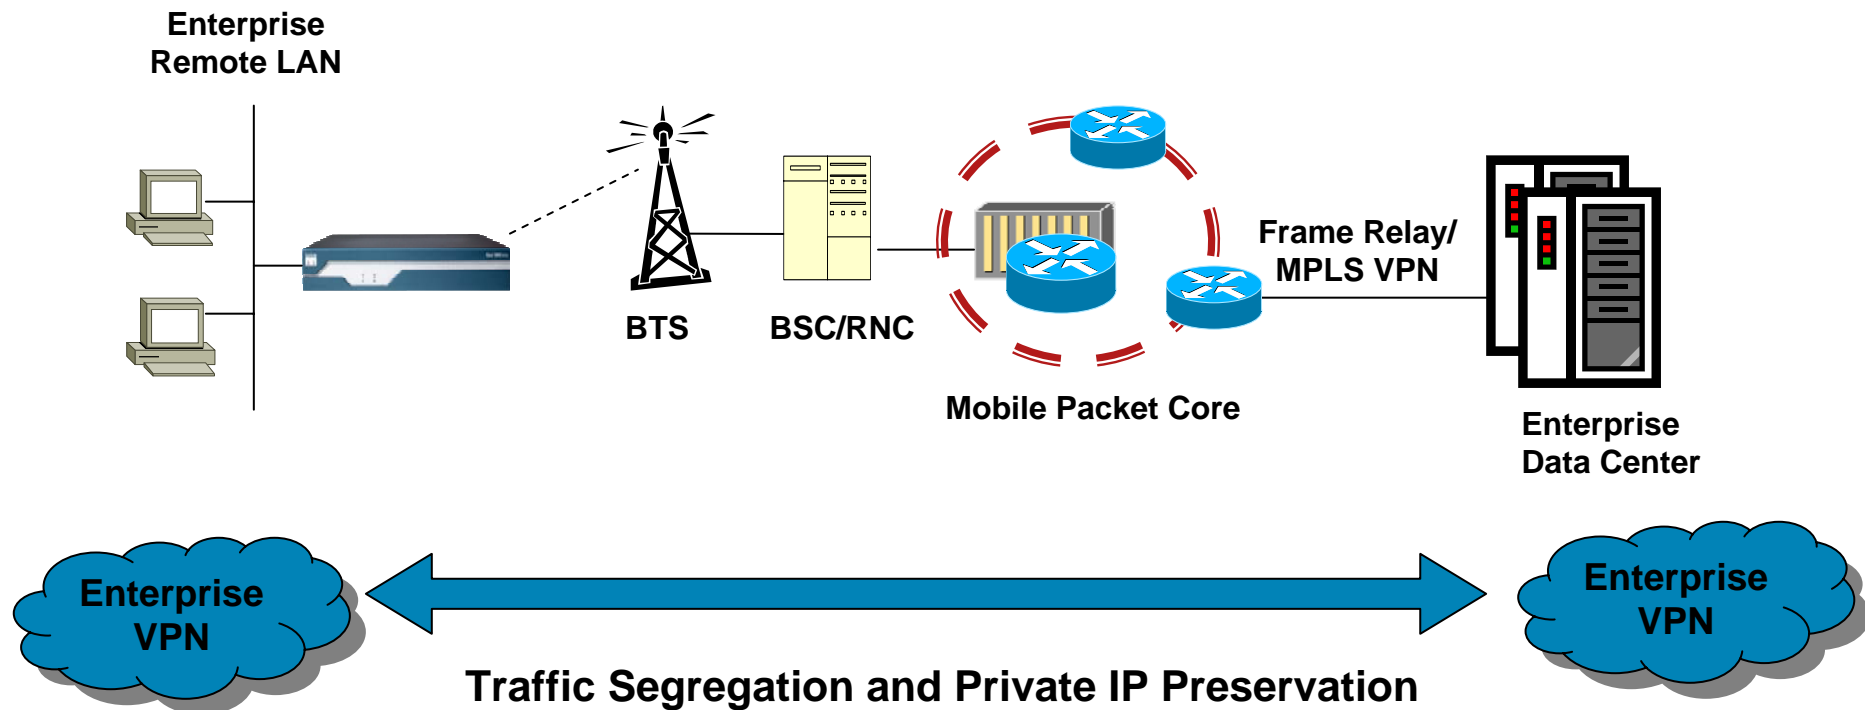 Enterprise
Remote LAN
BTS
BSC/RNC
Mobile Packet Core
Frame Relay/
MPLS VPN
Enterprise
Data Center
Enterprise
VPN
Enterprise
VPN
Traffic Segregation and Private IP Preservation